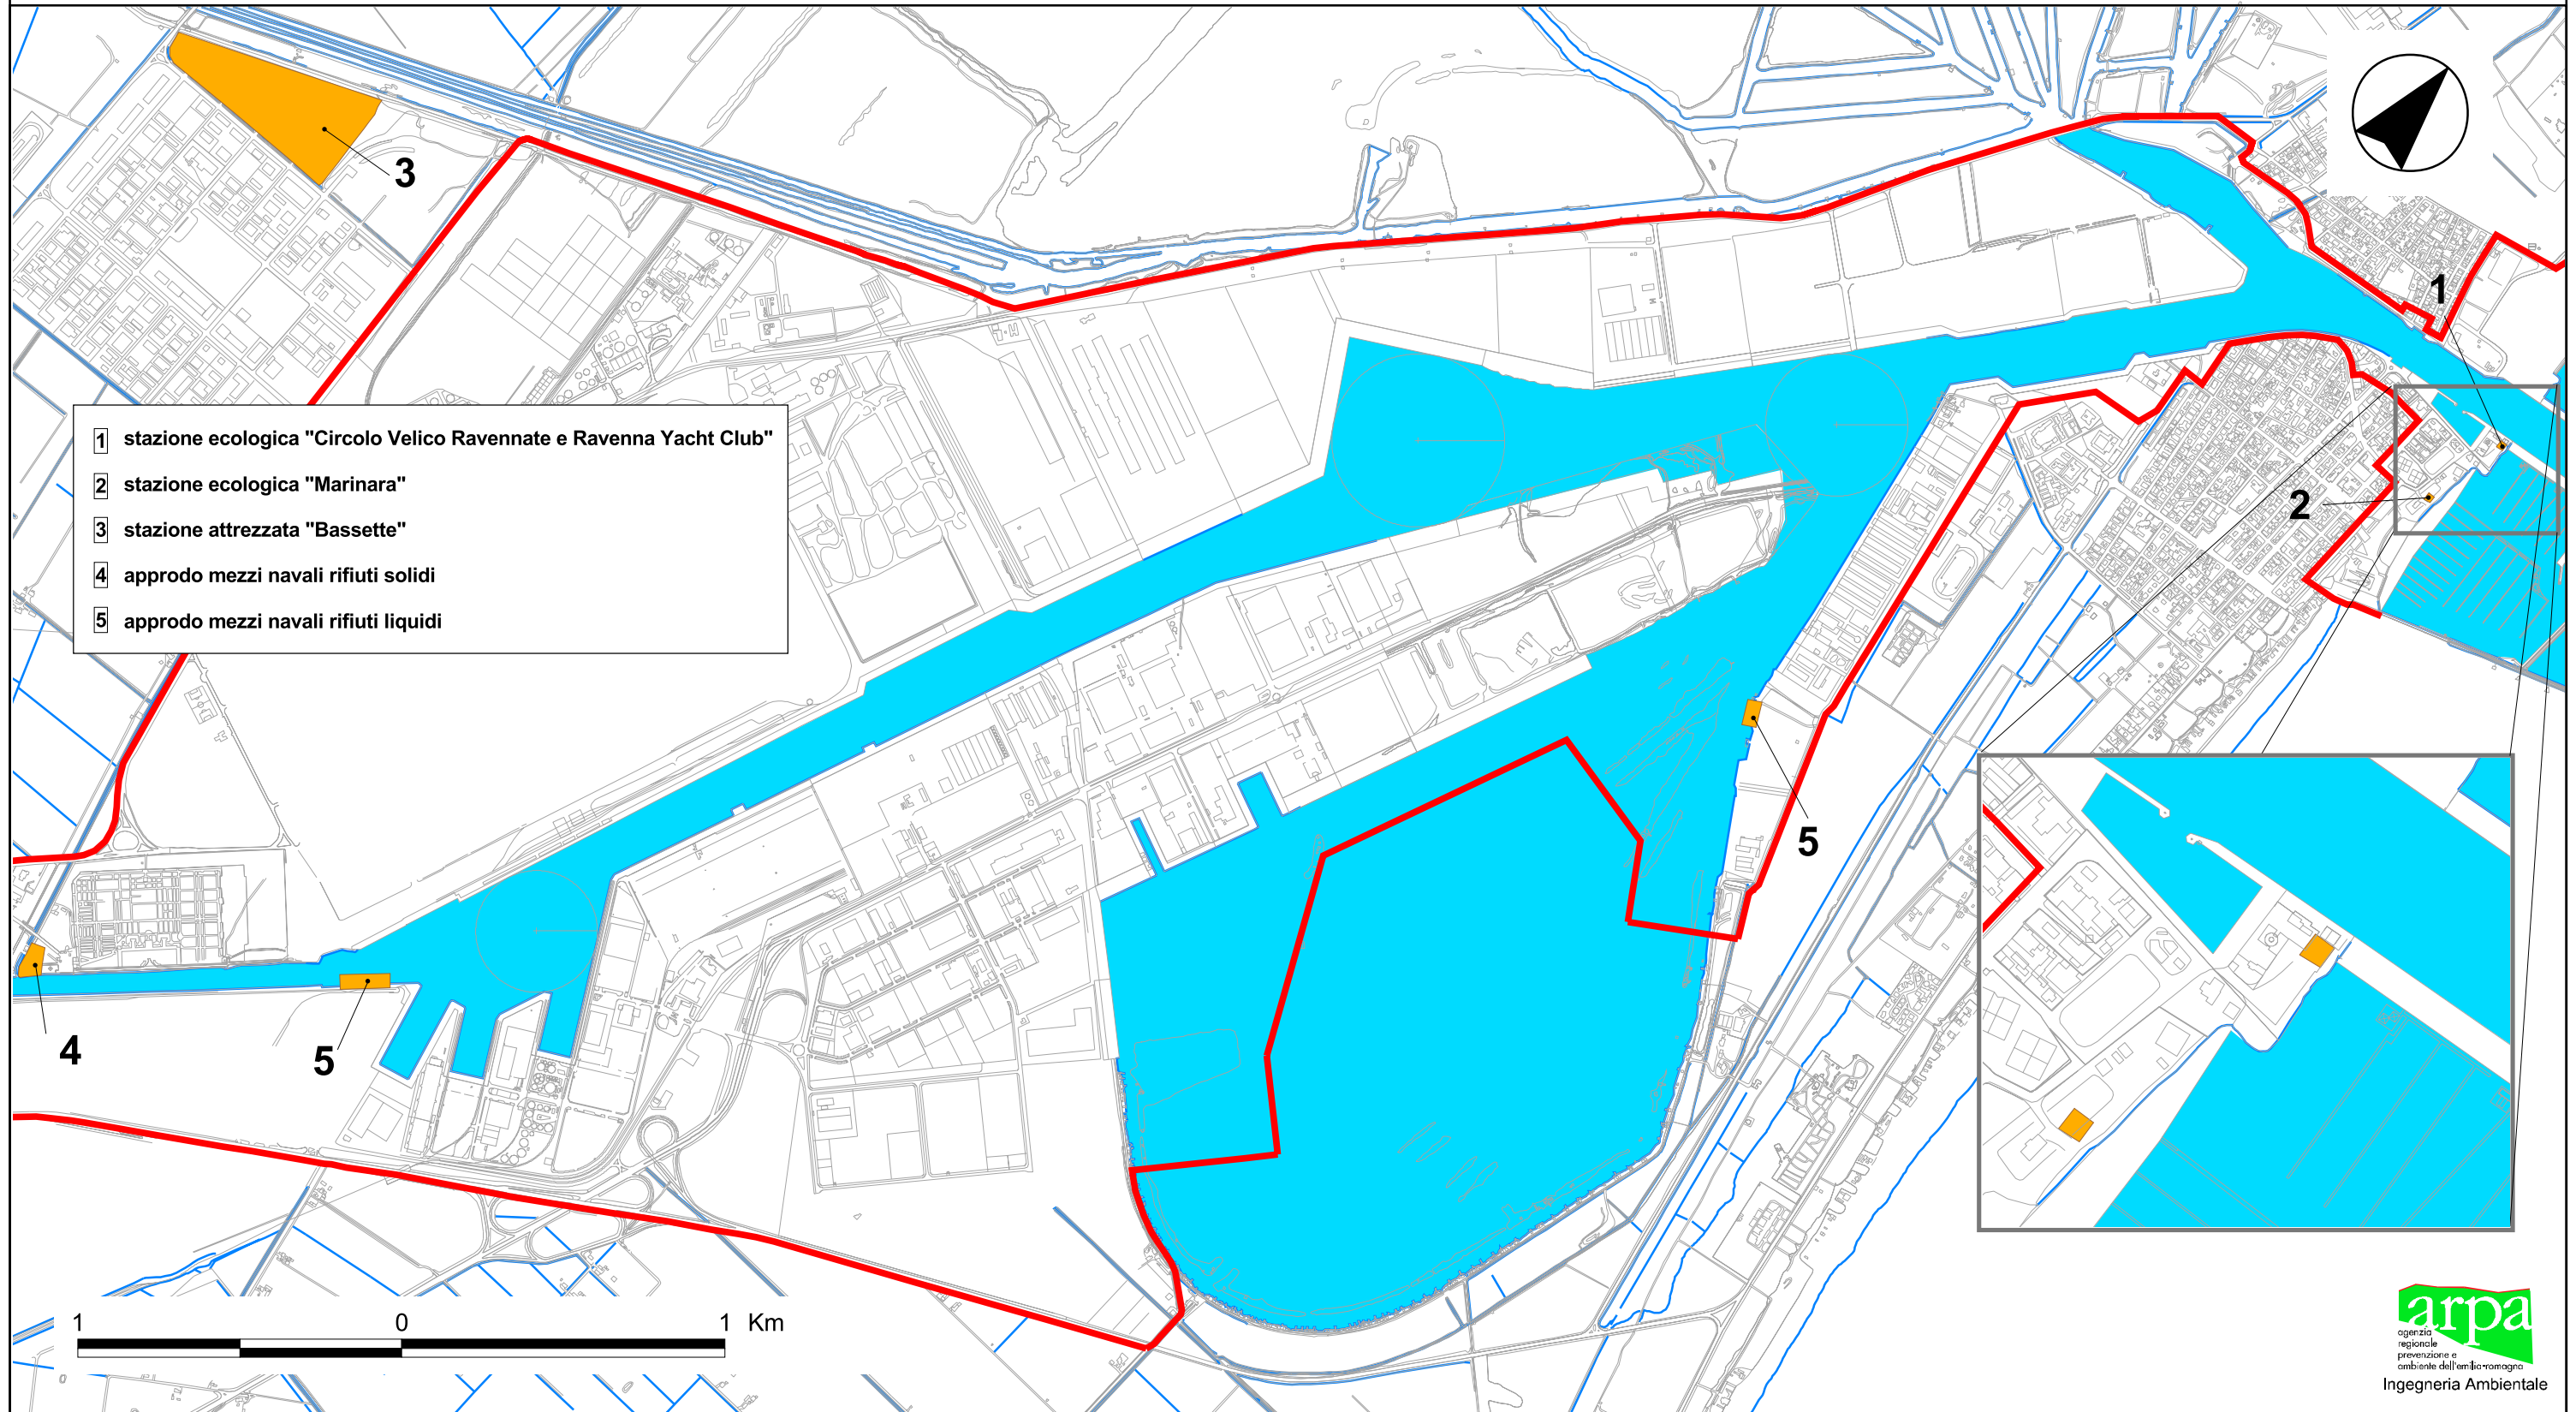 3
1
1 stazione ecologica "Circolo Velico Ravennate e Ravenna Yacht Club"
2 stazione ecologica "Marinara"
3 stazione attrezzata "Bassette"
4 approdo mezzi navali rifiuti solidi
5 approdo mezzi navali rifiuti liquidi
2
5
4
5
1 0 1 Km
arpa
agenzia
regionale
prevenzione e
ambiente dell'emilia-romagna
Ingegneria Ambientale